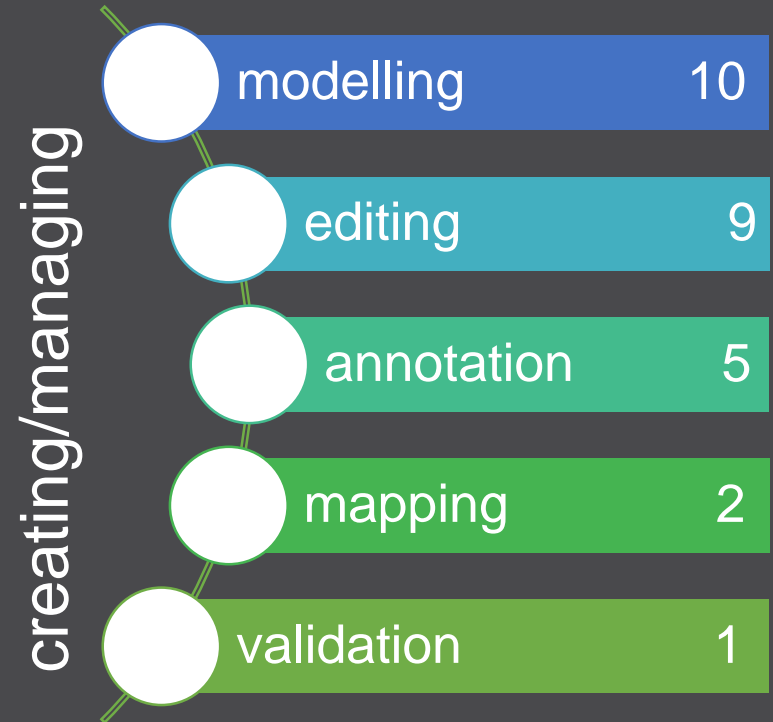 creating/managing
modelling 10
editing 9
annotation 5
mapping 2
validation 1